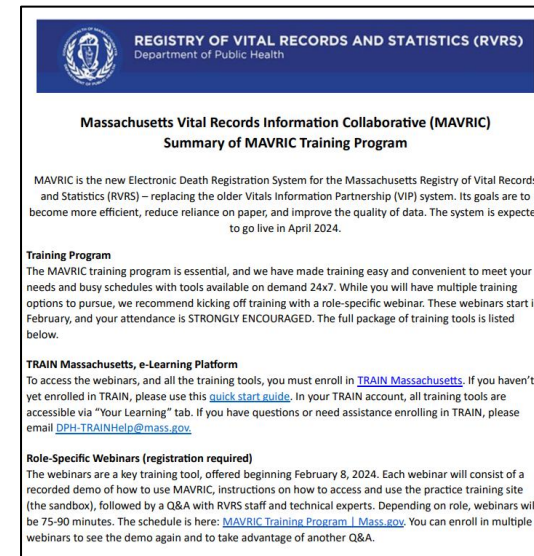 REGISTRY OF VITAL RECORDS AND STATISTICS (RVRS)
Department of Public Health
Massachusetts Vital Records Information Collaborative (MAVRIC)
Summary of MAVRIC Training Program
MAVRIC is the new Electronic Death Registration System for the Massachusetts Registry of Vital Records
and Statistics (RVRS) – replacing the older Vitals Information Partnership (VIP) system. Its goals are to
become more efficient, reduce reliance on paper, and improve the quality of data. The system is expecte
to go live in April 2024.
Training Program
The MAVRIC training program is essential, and we have made training easy and convenient to meet your
needs and busy schedules with tools available on demand 24x7. While you will have multiple training
options to pursue, we recommend kicking off training with a role-specific webinar. These webinars start i
February, and your attendance is STRONGLY ENCOURAGED. The full package of training tools is listed
below.
TRAIN Massachusetts, e-Learning Platform
To access the webinars, and all the training tools, you must enroll in TRAIN Massachusetts. If you haven't
yet enrolled in TRAIN, please use this quick start guide. In your TRAIN account, all training tools are
accessible via "Your Learning" tab. If you have questions or need assistance enrolling in TRAIN, please
email DPH-TRAINHelp@mass.gov.
Role-Specific Webinars (registration required)
The webinars are a key training tool, offered beginning February 8, 2024. Each webinar will consist of a
recorded demo of how to use MAVRIC, instructions on how to access and use the practice training site
(the sandbox), followed by a Q&A with RVRS staff and technical experts. Depending on role, webinars wil
be 75-90 minutes. The schedule is here: MAVRIC Training Program | Mass.gov. You can enroll in multiple
webinars to see the demo again and to take advantage of another Q&A.